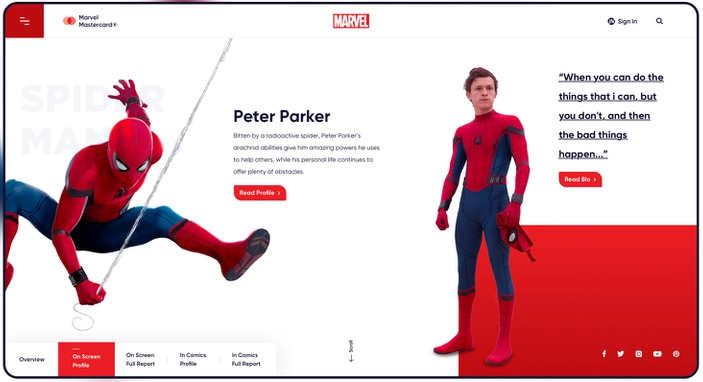 Marvel
Mastercard®
MARVEL
Sign In
SPIDER
MAN
Peter Parker
Bitten by a radioactive spider, Peter Parker's
arachnid abilities give him amazing powers he uses
to help others, while his personal life continues to
offer plenty of obstacles.
Read Profile
"When you can do the
things that i can, but
you don't, and then
the bad things
happen..."
Read Bio
Overview
On Screen
Profile
On Screen
Full Report
In Comics
Profile
In Comics
Full Report
Scroll